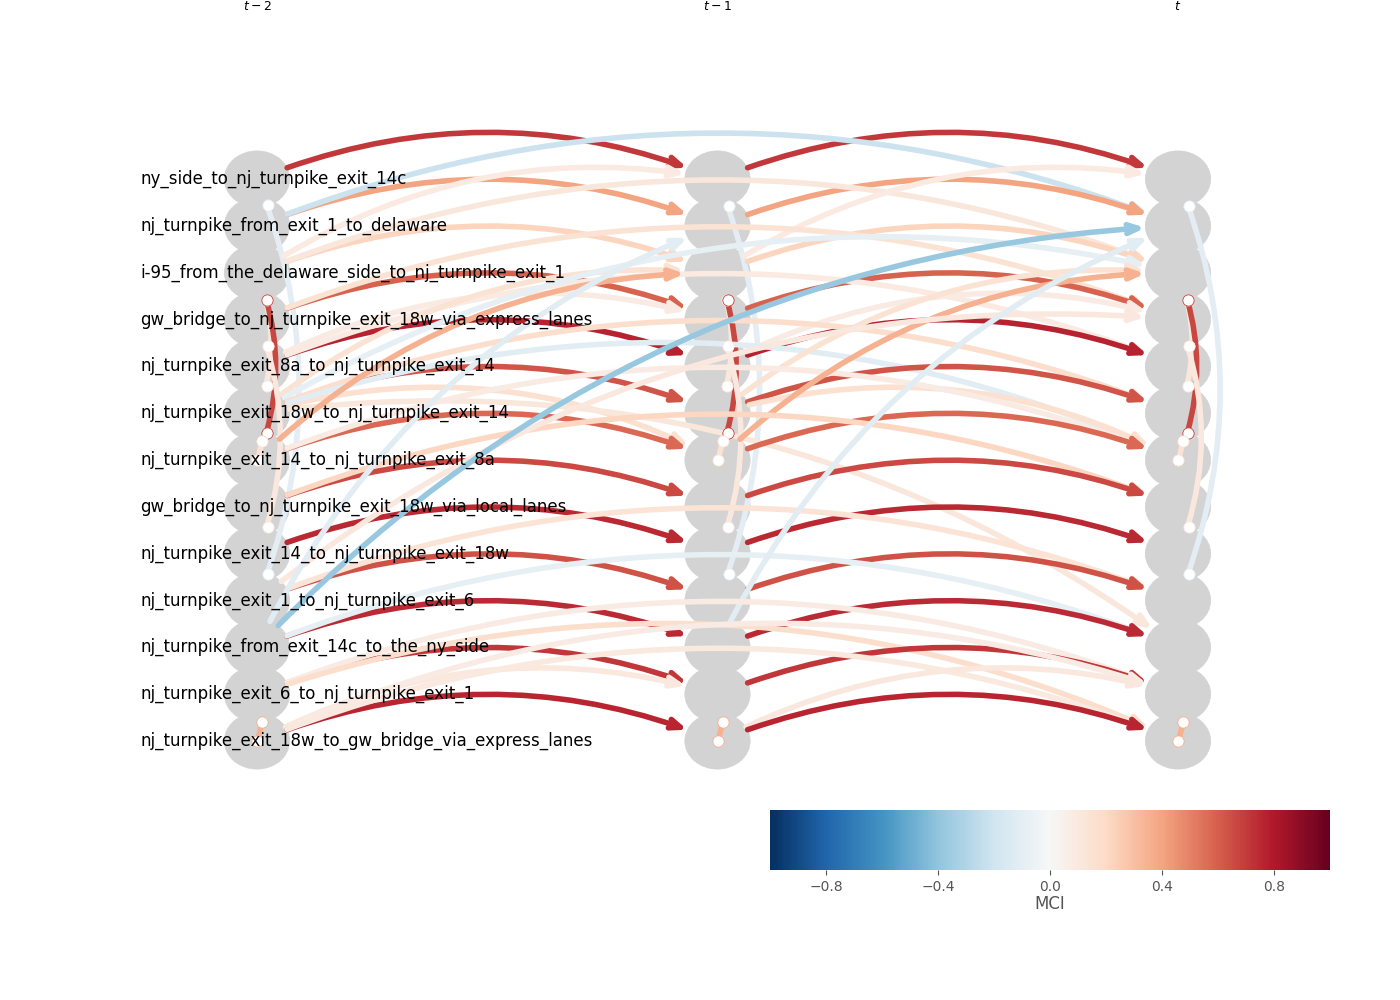 t − 2 t − 1 t
ny_side_to_nj_turnpike_exit_14c
nj_turnpike_from_exit_1_to_delaware
i-95_from_the_delaware_side_to_nj_turnpike_exit_1
gw_bridge_to_nj_turnpike_exit_18w_via_express_lanes
nj_turnpike_exit_8a_to_nj_turnpike_exit_14
nj_turnpike_exit_18w_to_nj_turnpike_exit_14
nj_turnpike_exit_14_to_nj_turnpike_exit_8a
gw_bridge_to_nj_turnpike_exit_18w_via_local_lanes
nj_turnpike_exit_14_to_nj_turnpike_exit_18w
nj_turnpike_exit_1_to_nj_turnpike_exit_6
nj_turnpike_from_exit_14c_to_the_ny_side
nj_turnpike_exit_6_to_nj_turnpike_exit_1
nj_turnpike_exit_18w_to_gw_bridge_via_express_lanes
−0.8 −0.4 0.0 0.4 0.8
MCI